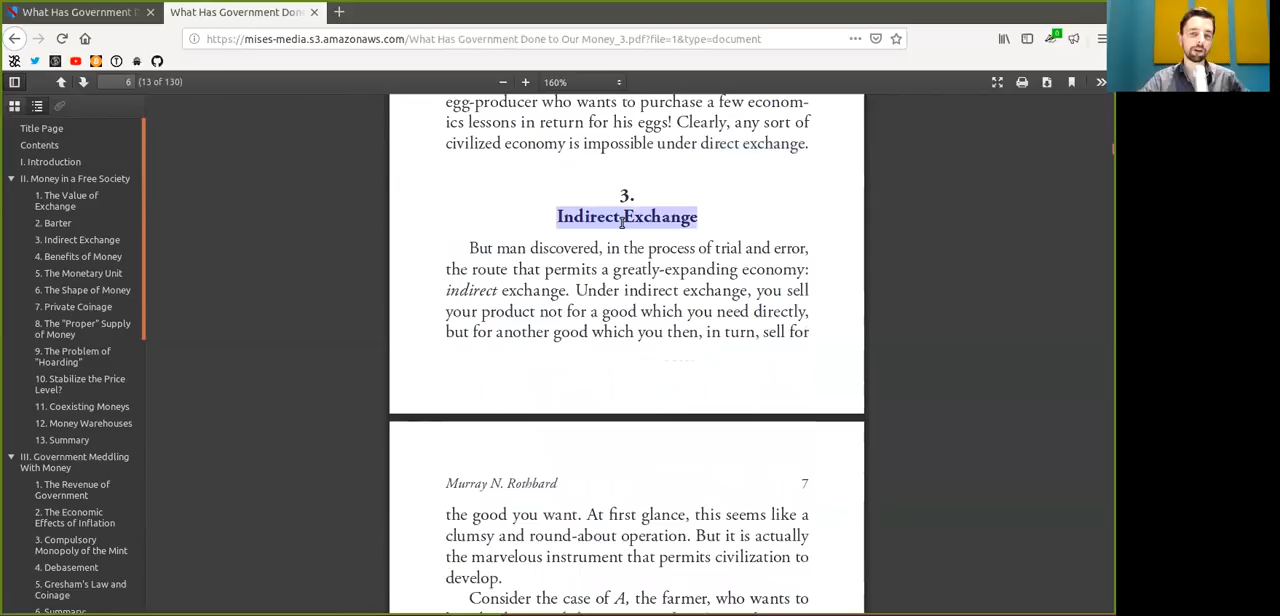 What Has Government
What Has Government Don
https://mises-media.s3.amazonaws.com/What Has Government Done to Our Money_3.pdf?file=1&type=document
0
6 (13 of 130)
160%
Title Page
Contents
I. Introduction
II. Money in a Free Society
1. The Value of
Exchange
2. Barter
3. Indirect Exchange
4. Benefits of Money
5. The Monetary Unit
6. The Shape of Money
7. Private Coinage
8. The "Proper" Supply
of Money
9. The Problem of
"Hoarding"
10. Stabilize the Price
Level?
11. Coexisting Moneys
12. Money Warehouses
13. Summary
III. Government Meddling
With Money
1. The Revenue of
Government
2. The Economic
Effects of Inflation
3. Compulsory
Monopoly of the Mint
4. Debasement
5. Gresham's Law and
Coinage
6. Summary
egg-producer who wants to purchase a few econom-
ics lessons in return for his eggs! Clearly, any sort of
civilized economy is impossible under direct exchange.
3.
Indirect Exchange
But man discovered, in the process of trial and error,
the route that permits a greatly-expanding economy:
indirect exchange. Under indirect exchange, you sell
your product not for a good which you need directly,
but for another good which you then, in turn, sell for
Murray N. Rothbard 7
the good you want. At first glance, this seems like a
clumsy and round-about operation. But it is actually
the marvelous instrument that permits civilization to
develop.
Consider the case of A, the farmer, who wants to